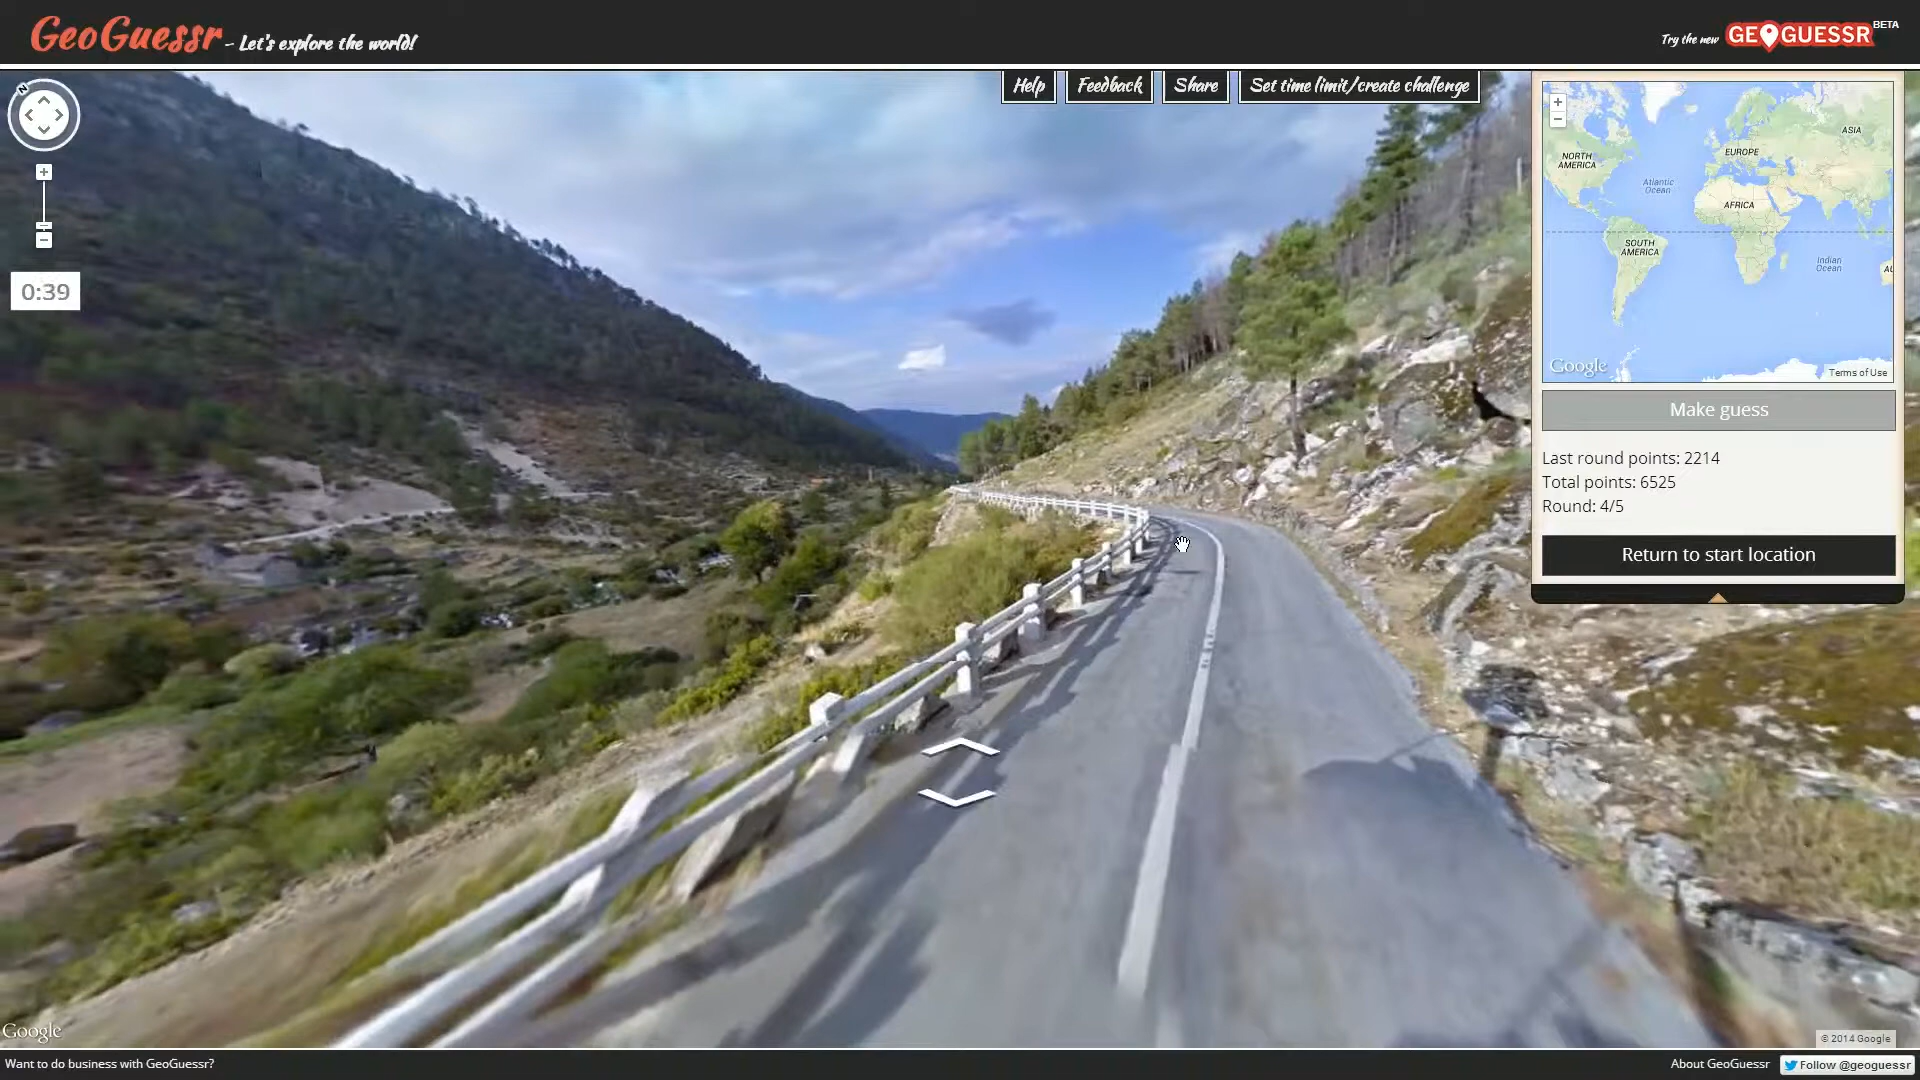 GeoGuessr - Let's explore the world!
Try the new GEOGUESSR BETA
Help
Feedback
Share
Set time limit/create challenge
N
+
-
0:39
+
-
NORTH AMERICA
EUROPE
ASIA
Atlantic Ocean
AFRICA
SOUTH AMERICA
Indian Ocean
AU
Google
Terms of Use
Make guess
Last round points: 2214
Total points: 6525
Round: 4/5
Return to start location
Google
© 2014 Google
Want to do business with GeoGuessr?
About GeoGuessr
Follow @geoguessr